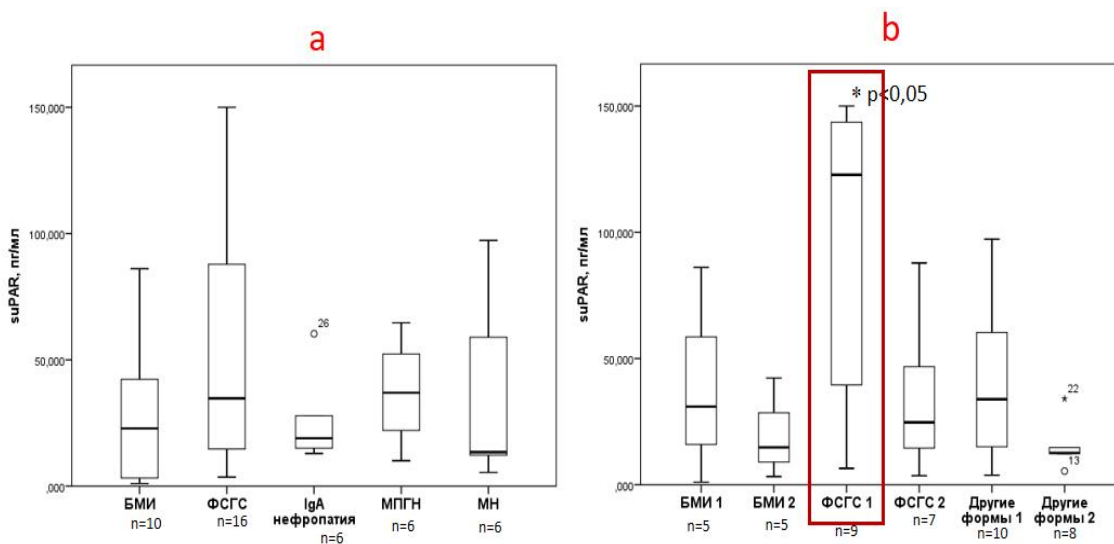 a
150,000
100,000
50,000
,000
suPAR, пг/мл
26
БМИ
ФСГС
IgA
нефропатия
МПГН
МН
n=10
n=16
n=6
n=6
n=6
b
* p<0,05
150,000
100,000
50,000
,000
suPAR, пг/мл
22
*
13
БМИ 1
БМИ 2
ФСГС 1
ФСГС 2
Другие
формы 1
Другие
формы 2
n=5
n=5
n=9
n=7
n=10
n=8